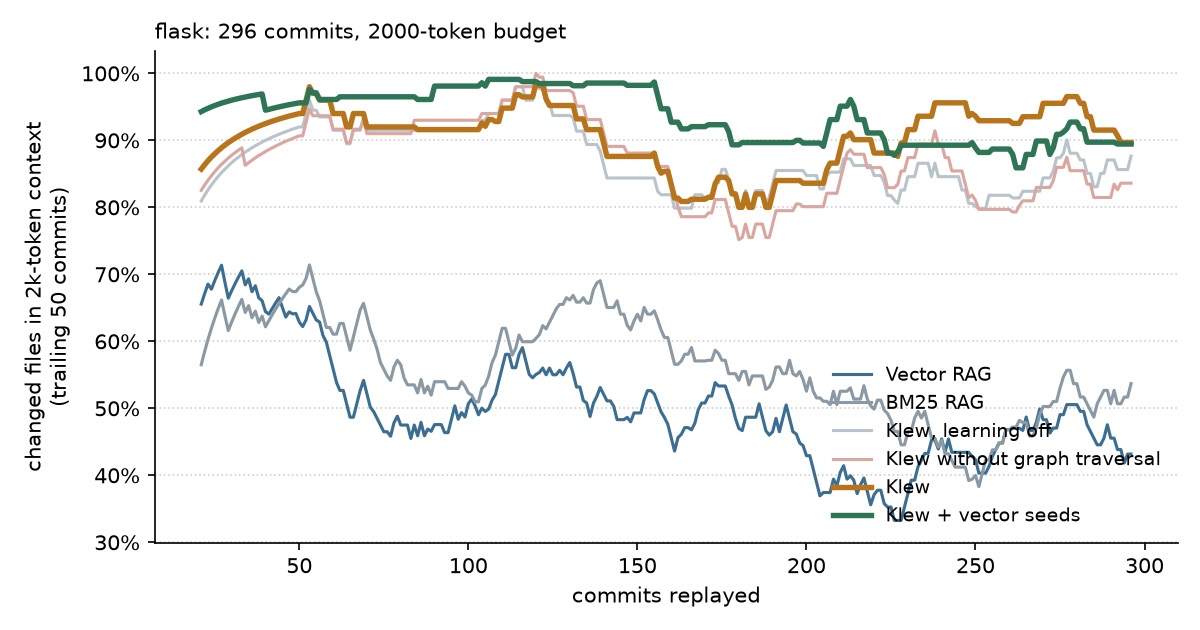 flask: 296 commits, 2000-token budget
changed files in 2k-token context
(trailing 50 commits)
100%
90%
80%
70%
60%
50%
40%
30%
Vector RAG
BM25 RAG
Klew, learning off
Klew without graph traversal
Klew
Klew + vector seeds
50
100
150
200
250
300
commits replayed